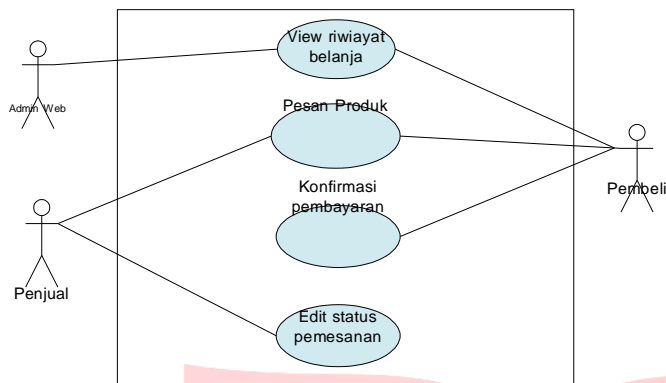 View riwiayat
belanja
Admin Web
Pesan Produk
Konfirmasi
pembayaran
Pembeli
Penjual
Edit status
pemesanan